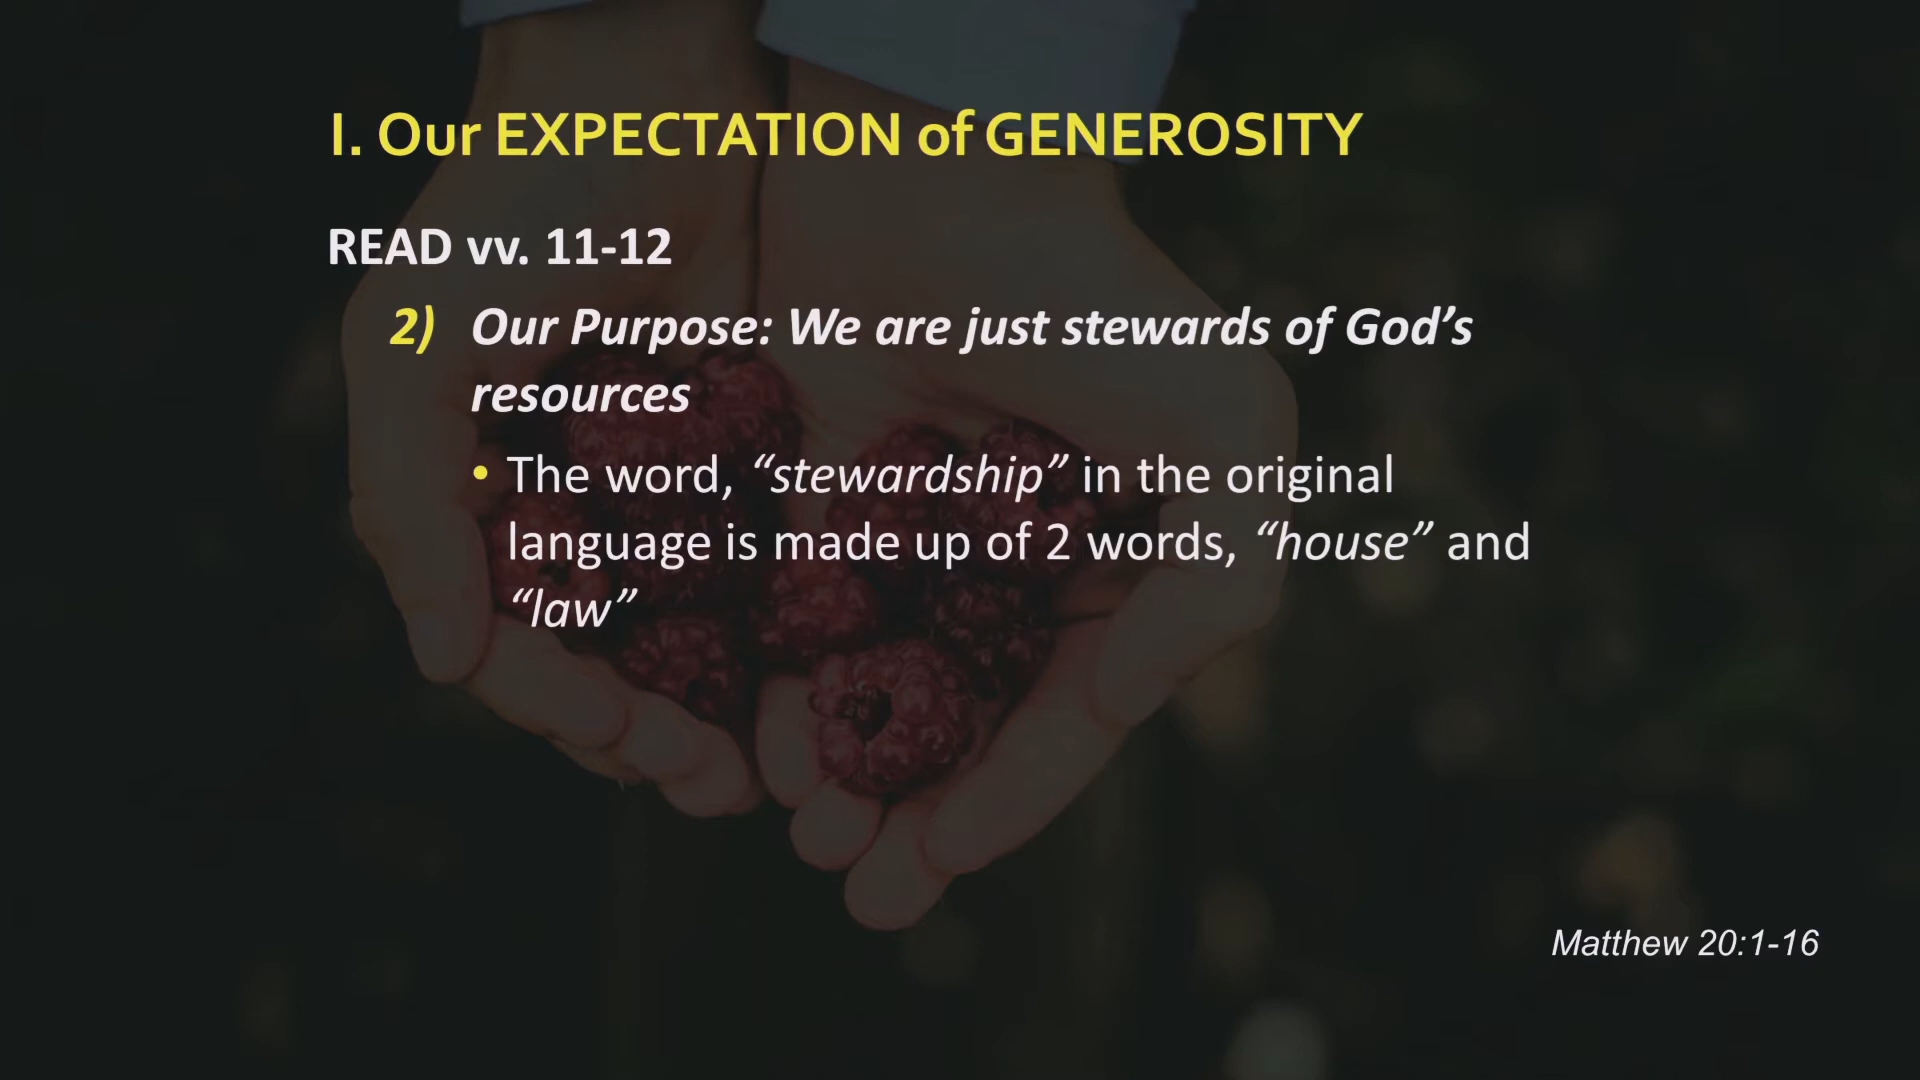 I. Our EXPECTATION of GENEROSITY
READ vv. 11-12
2) Our Purpose: We are just stewards of God’s
resources
• The word, “stewardship” in the original
language is made up of 2 words, “house” and
“law”
Matthew 20:1-16